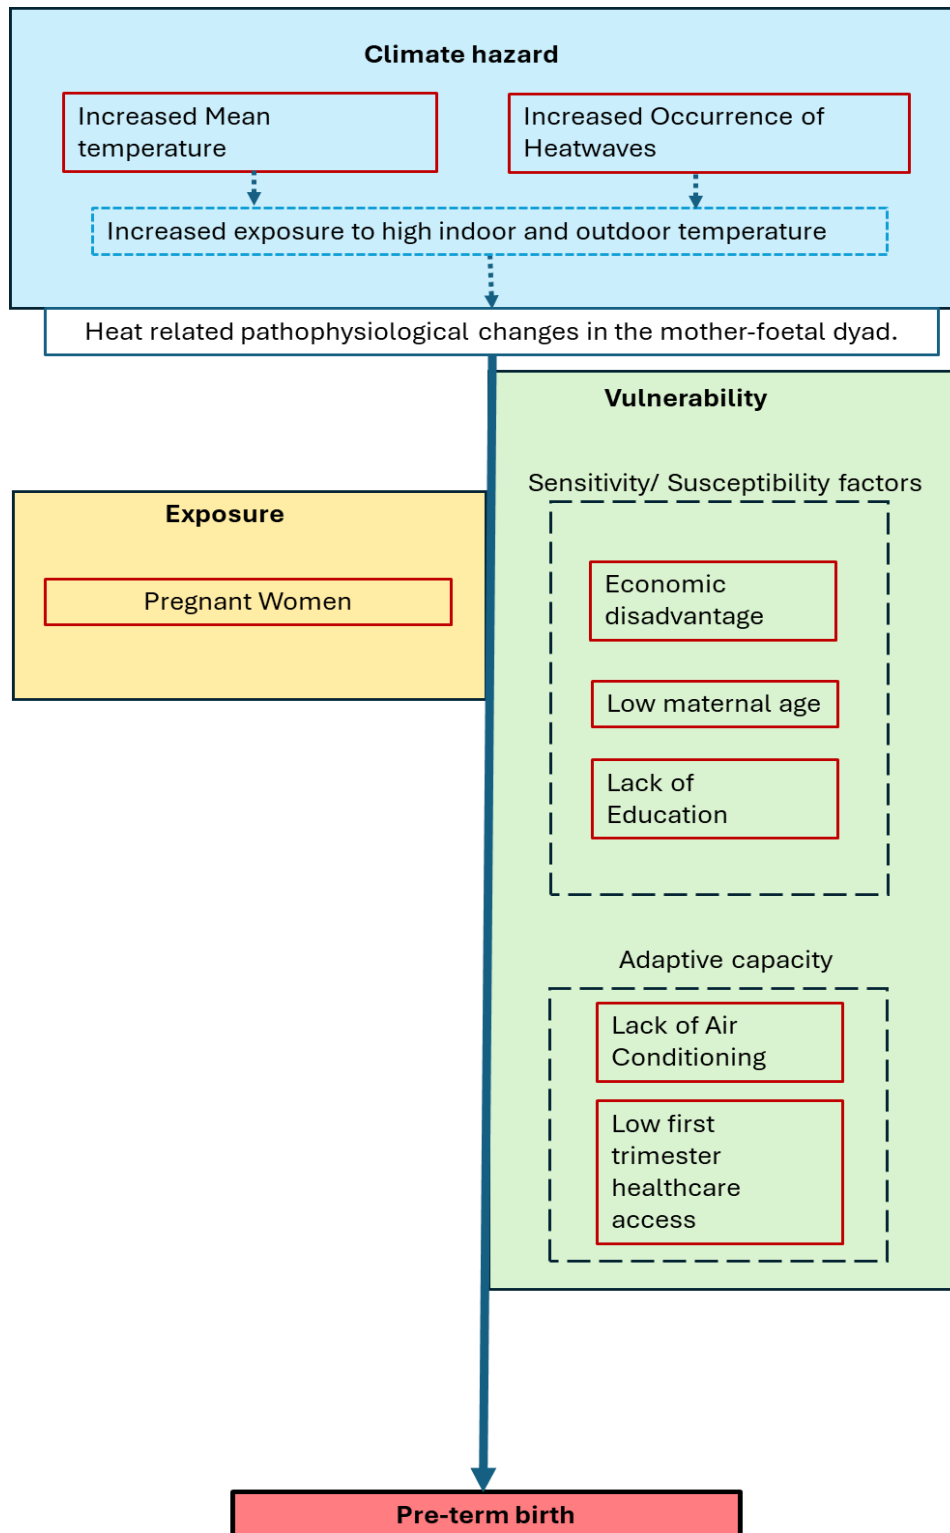 Climate hazard
Increased Mean
temperature
Increased Occurrence of
Heatwaves
Increased exposure to high indoor and outdoor temperature
Heat related pathophysiological changes in the mother-foetal dyad.
Vulnerability
Sensitivity/ Susceptibility factors
Exposure
Pregnant Women
Economic
disadvantage
Low maternal age
Lack of
Education
Adaptive capacity
Lack of Air
Conditioning
Low first
trimester
healthcare
access
Pre-term birth